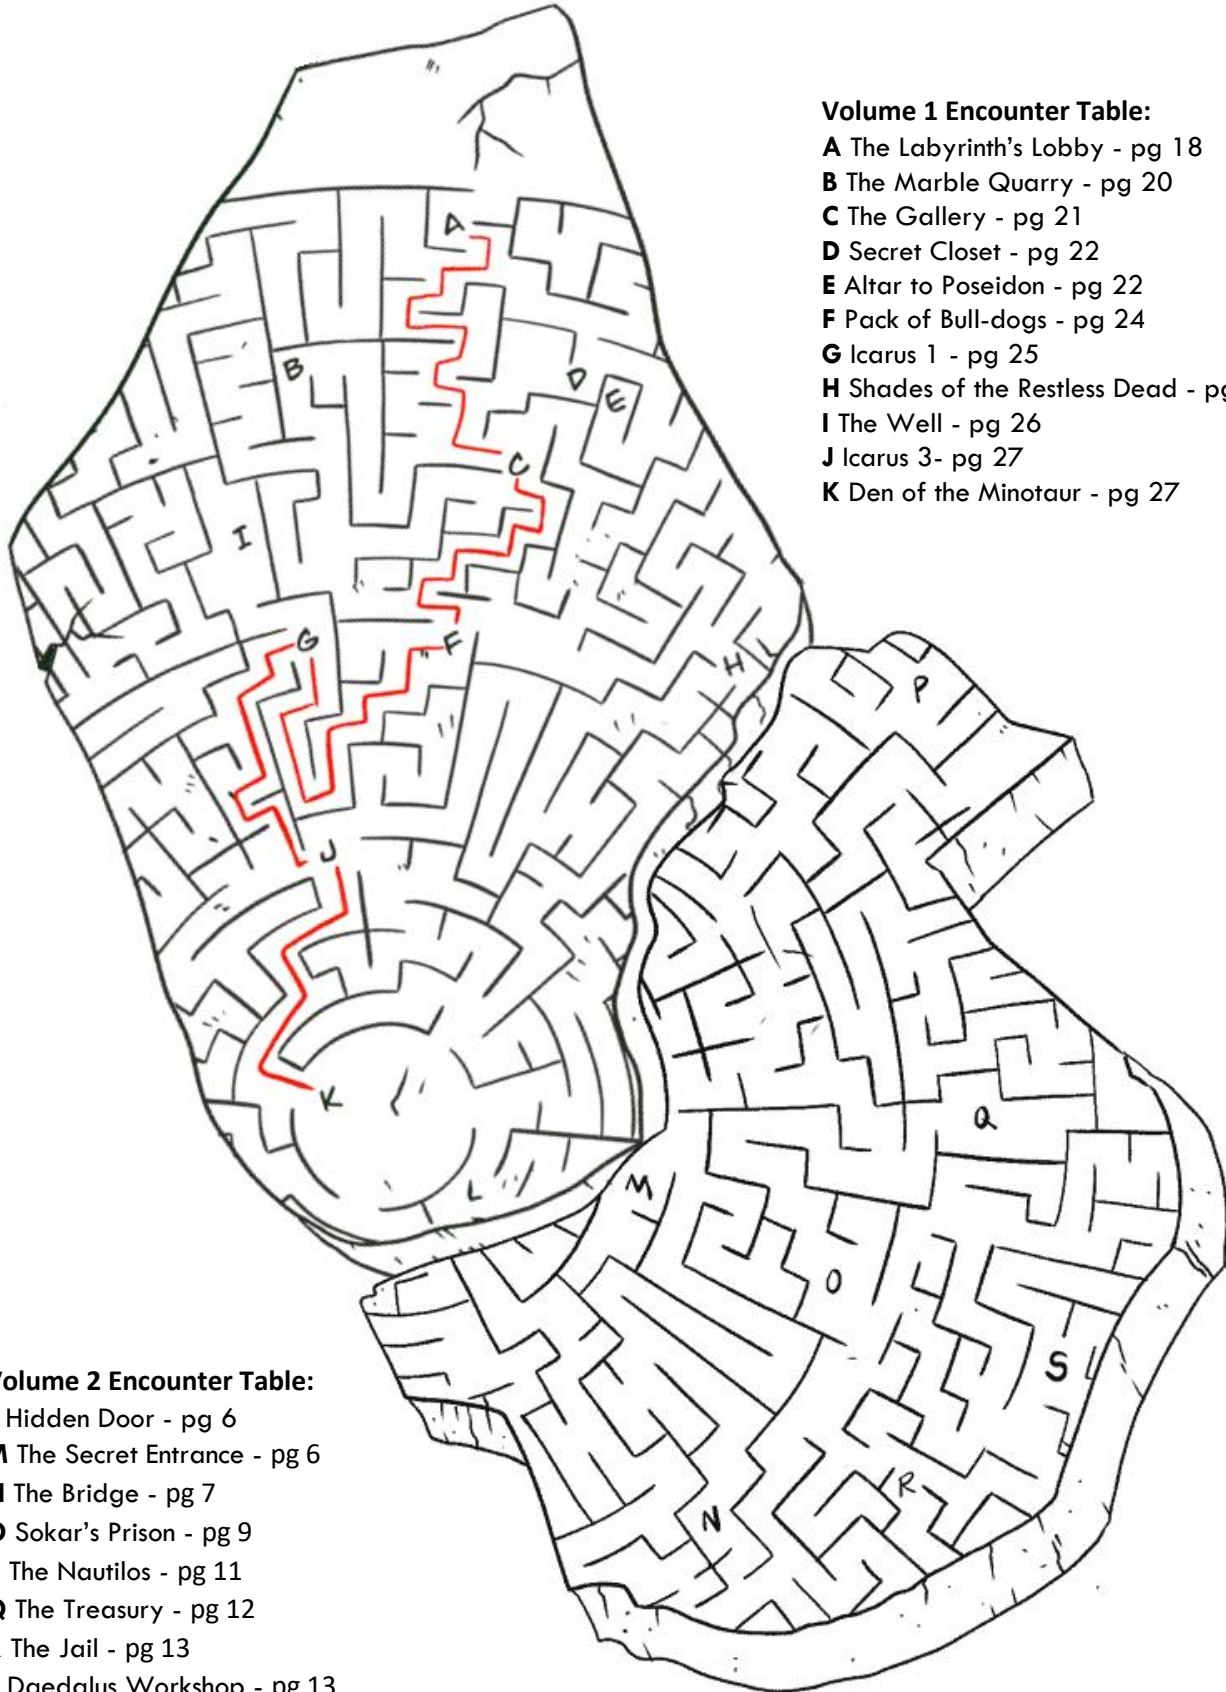 Volume 1 Encounter Table:
A The Labyrinth's Lobby - pg 18
B The Marble Quarry - pg 20
C The Gallery - pg 21
D Secret Closet - pg 22
E Altar to Poseidon - pg 22
F Pack of Bull-dogs - pg 24
G Icarus 1 - pg 25
H Shades of the Restless Dead - pg
I The Well - pg 26
J Icarus 3- pg 27
K Den of the Minotaur - pg 27
A
B
D
E
C
I
G
F
H L
P
J
K
Q
L
M
O
S
R
N
Volume 2 Encounter Table:
Hidden Door - pg 6
M The Secret Entrance - pg 6
The Bridge - pg 7
Sokar's Prison - pg 9
The Nautilos - pg 11
Q The Treasury - pg 12
The Jail - pg 13
Daedalus Workshop - pg 13